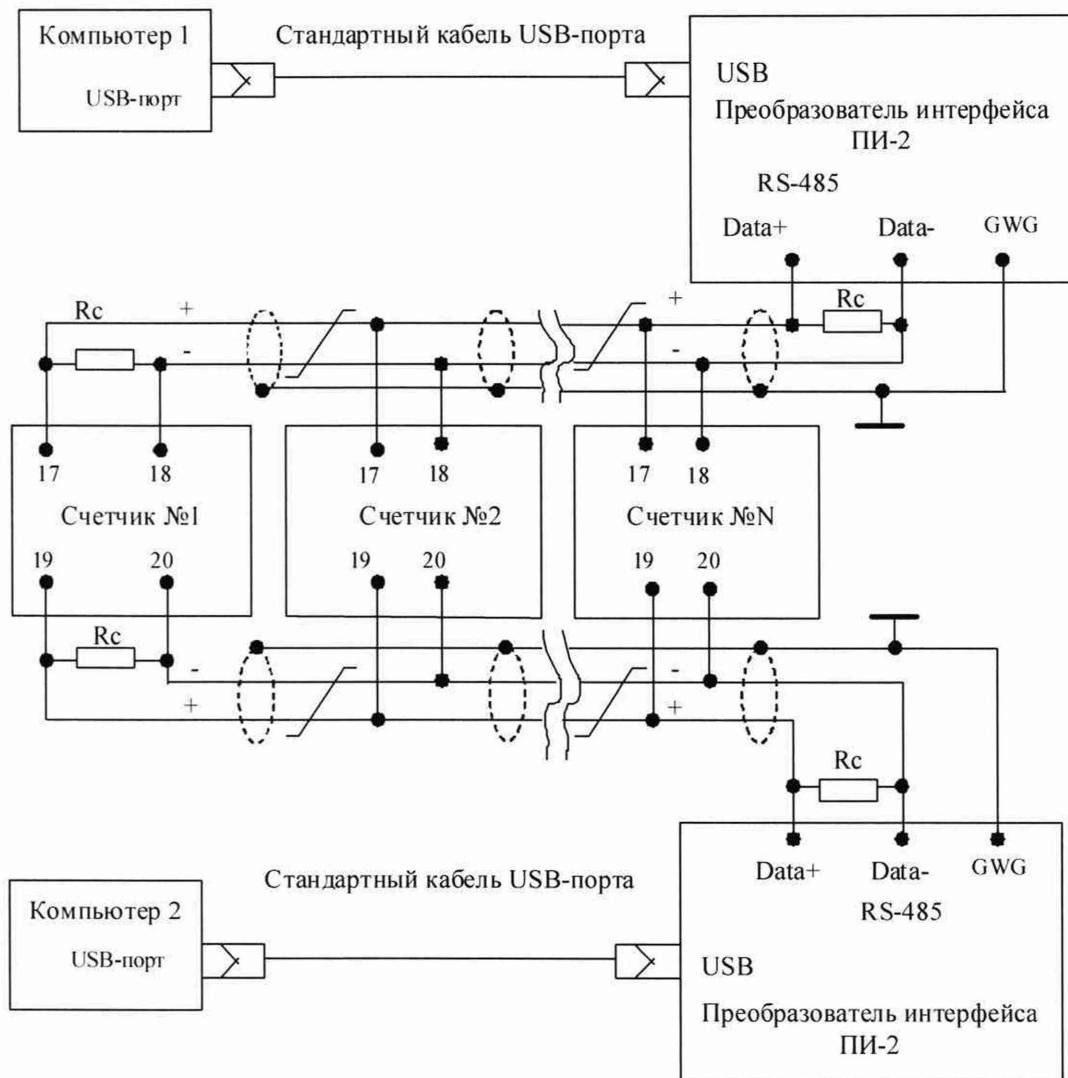 Компьютер 1
USB-порт
Стандартный кабель USB-порта
USB
Преобразователь интерфейса
ПИ-2
RS-485
Data+ Data- GWG
Rc
+
-
+
-
Rc
17 18
Счетчик №1
19 20
17 18
Счетчик №2
19 20
17 18
Счетчик №N
19 20
Rc
-
+
-
+
Rc
Data+ Data- GWG
RS-485
USB
Преобразователь интерфейса
ПИ-2
Стандартный кабель USB-порта
Компьютер 2
USB-порт